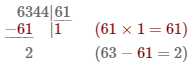 6344|61
−61 |1 (61 × 1 = 61)
2 (63 − 61 = 2)